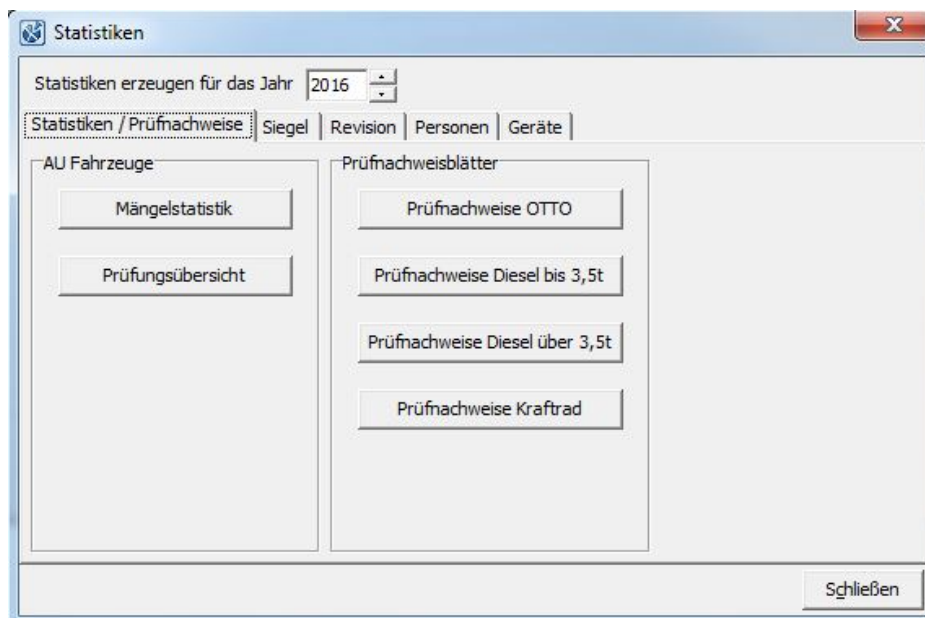 Statistiken
Statistiken erzeugen für das Jahr 2016
Statistiken / Prüfnachweise Siegel Revision Personen Geräte
AU Fahrzeuge
Mängelstatistik
Prüfungsübersicht
Prüfnachweisblätter
Prüfnachweise OTTO
Prüfnachweise Diesel bis 3,5t
Prüfnachweise Diesel über 3,5t
Prüfnachweise Kraftrad
Schließen